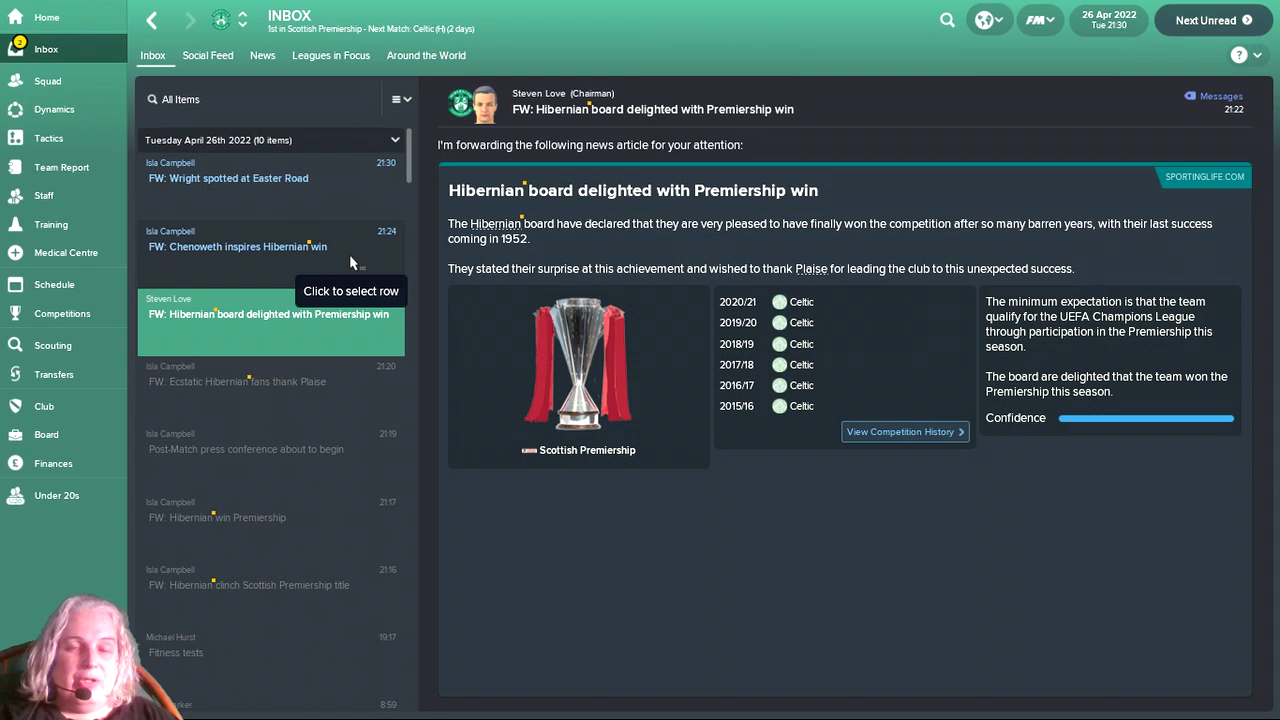 Home
INBOX
1st in Scottish Premiership - Next Match: Celtic (H) (2 days)
FM
26 Apr 2022
Tue 21:30
Next Unread
2
Inbox
Squad
Dynamics
Tactics
Team Report
Staff
Training
Medical Centre
Schedule
Competitions
Scouting
Transfers
Club
Board
Finances
Under 20s
Inbox
Social Feed
News
Leagues in Focus
Around the World
?
All Items
Tuesday April 26th 2022 (10 items)
Isla Campbell 21:30
FW: Wright spotted at Easter Road
Isla Campbell 21:24
FW: Chenoweth inspires Hibernian win
Click to select row
Steven Love
FW: Hibernian board delighted with Premiership win
Isla Campbell 21:20
FW: Ecstatic Hibernian fans thank Plaise
Isla Campbell 21:19
Post-Match press conference about to begin
Isla Campbell 21:17
FW: Hibernian win Premiership
Isla Campbell 21:16
FW: Hibernian clinch Scottish Premiership title
Michael Hurst 19:17
Fitness tests
8:59
Steven Love (Chairman)
FW: Hibernian board delighted with Premiership win
Messages
21:22
I'm forwarding the following news article for your attention:
SPORTINGLIFE.COM
Hibernian board delighted with Premiership win
The Hibernian board have declared that they are very pleased to have finally won the competition after so many barren years, with their last success
coming in 1952.
They stated their surprise at this achievement and wished to thank Plaise for leading the club to this unexpected success.
Scottish Premiership
2020/21 Celtic
2019/20 Celtic
2018/19 Celtic
2017/18 Celtic
2016/17 Celtic
2015/16 Celtic
View Competition History
The minimum expectation is that the team
qualify for the UEFA Champions League
through participation in the Premiership this
season.
The board are delighted that the team won the
Premiership this season.
Confidence